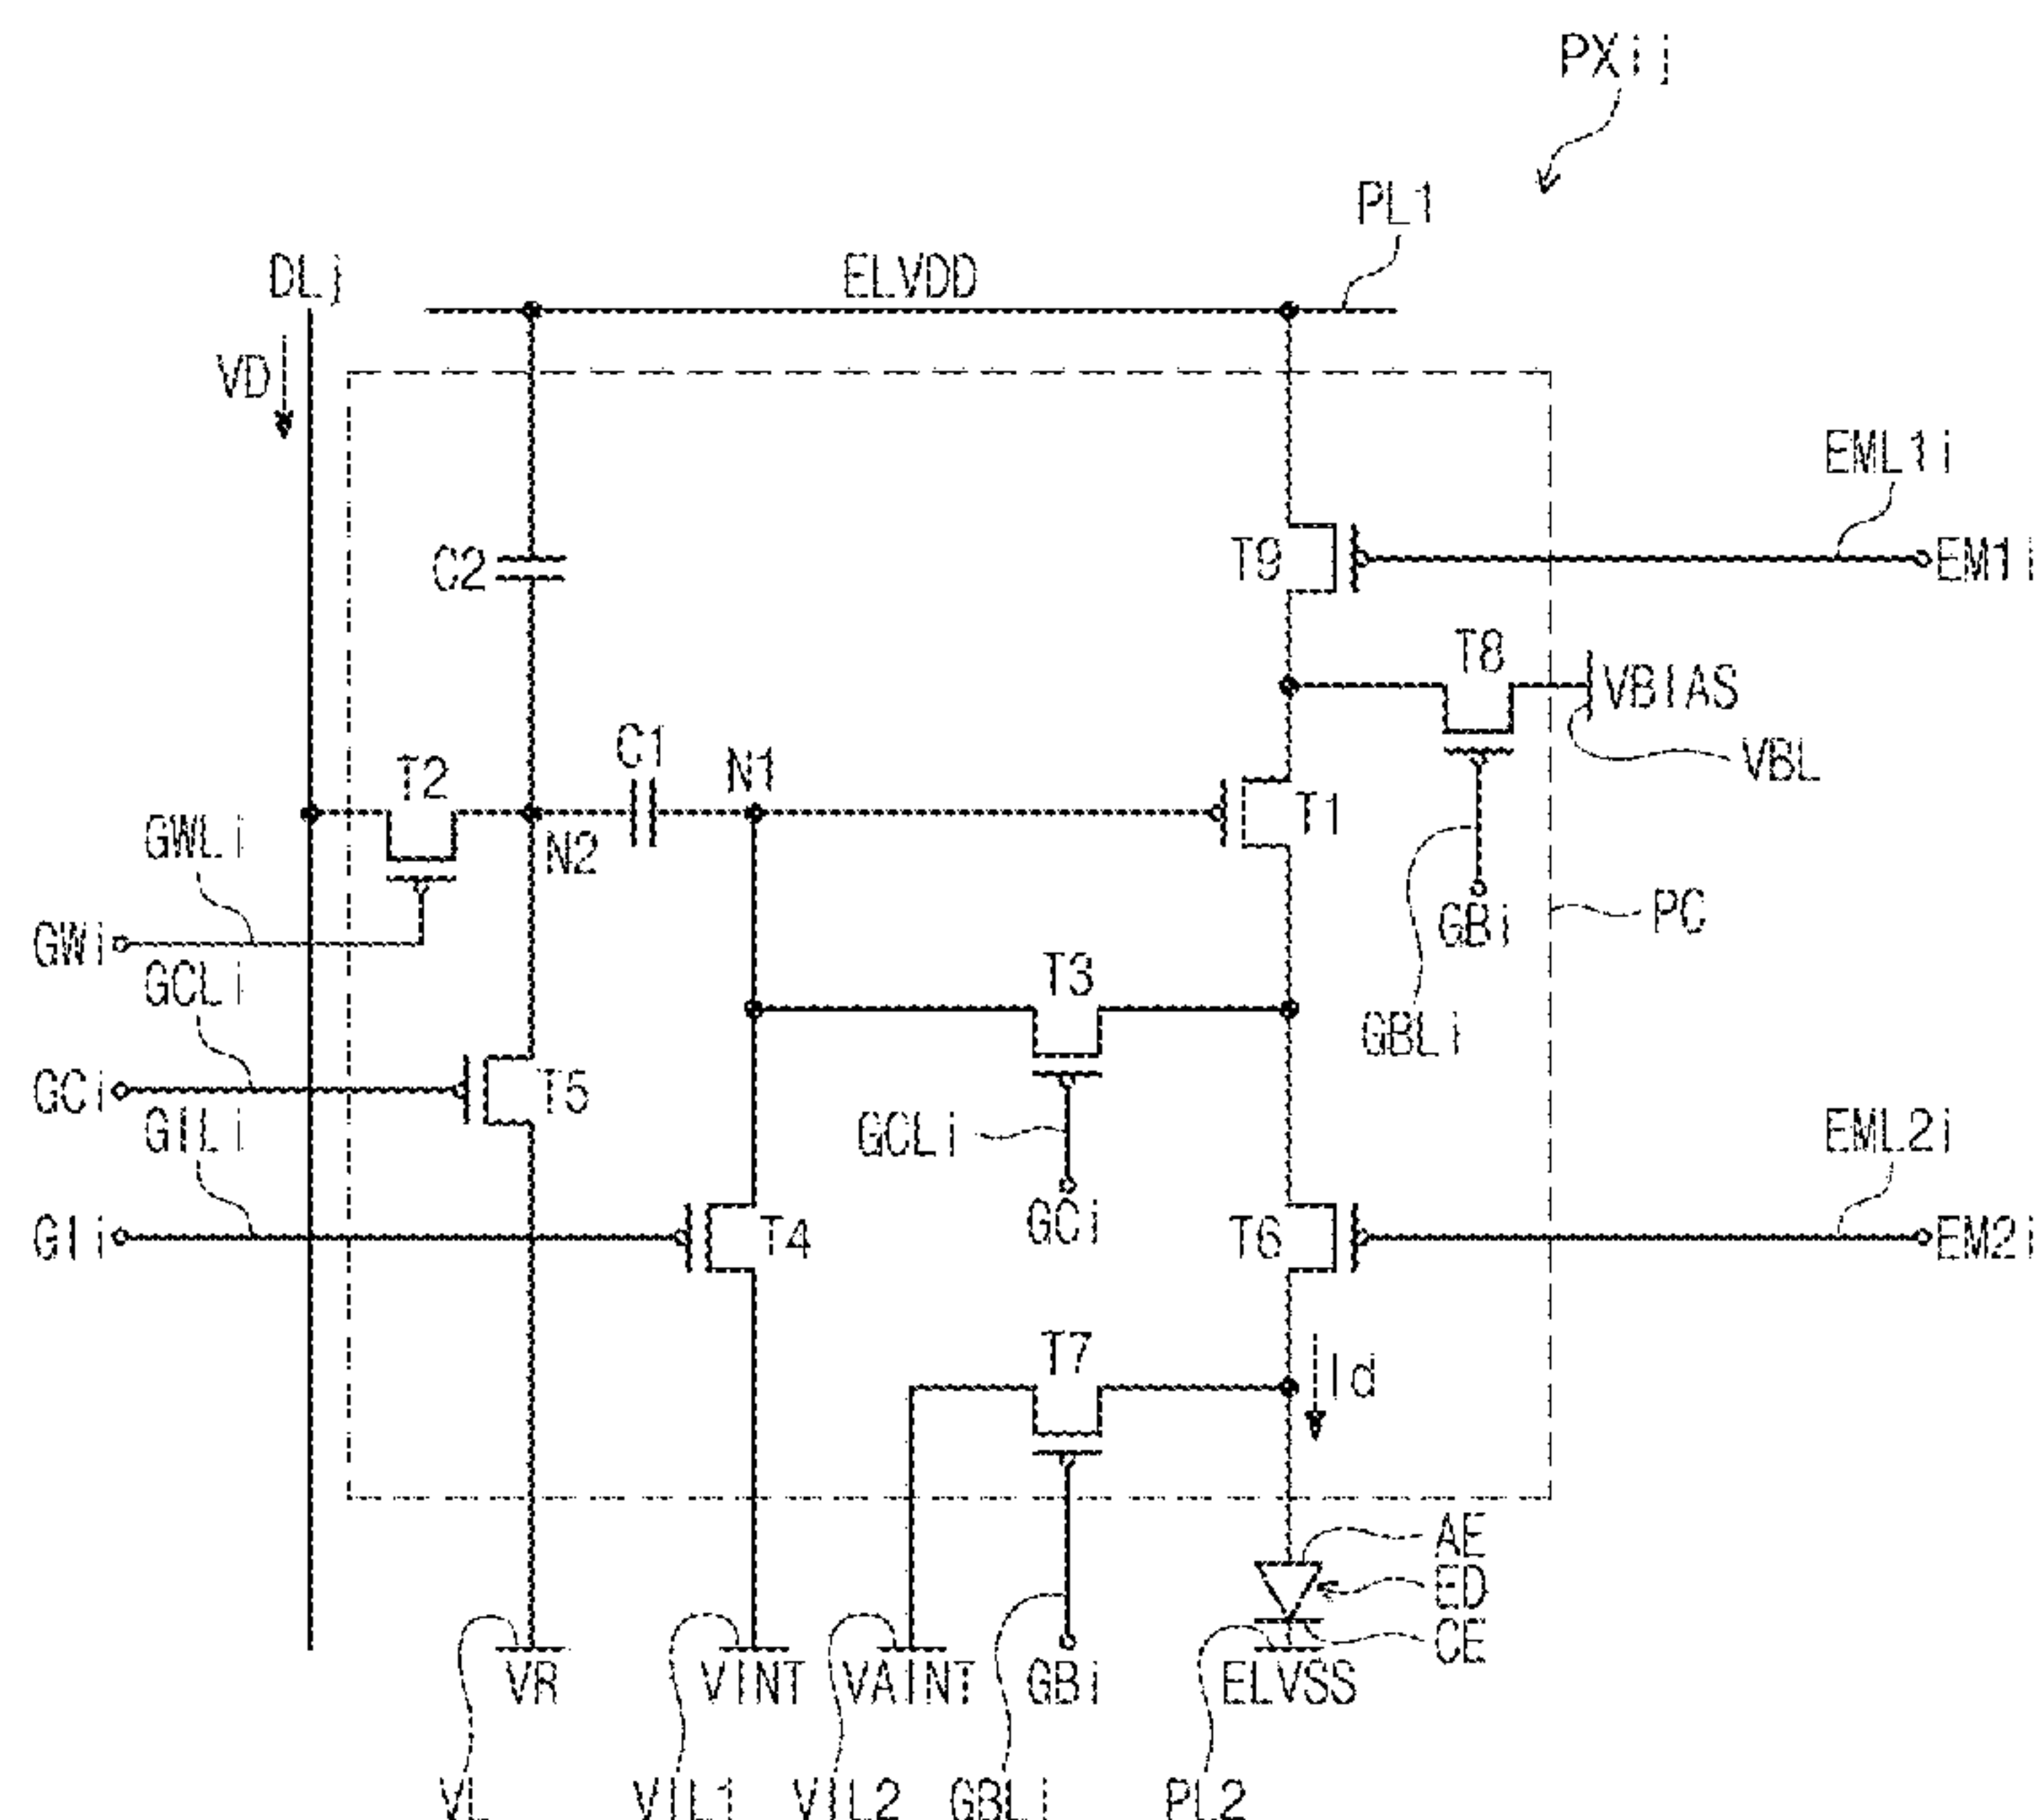 PXij
PL1
DLj
ELVDD
VD
EML1i
T9
EM1i
C2
T8
VBIAS
VBL
C1
N1
T2
T1
GWLi
N2
GWi
GBi
PC
GCLi
T3
GBLi
GCi
T5
GCLi
EML2i
GILi
GCi
GIi
T4
T6
EM2i
T7
Id
AE
ED
CE
VR
VINT
VAINT
GBi
ELVSS
VL
VIL1
VIL2
GBLi
PL2